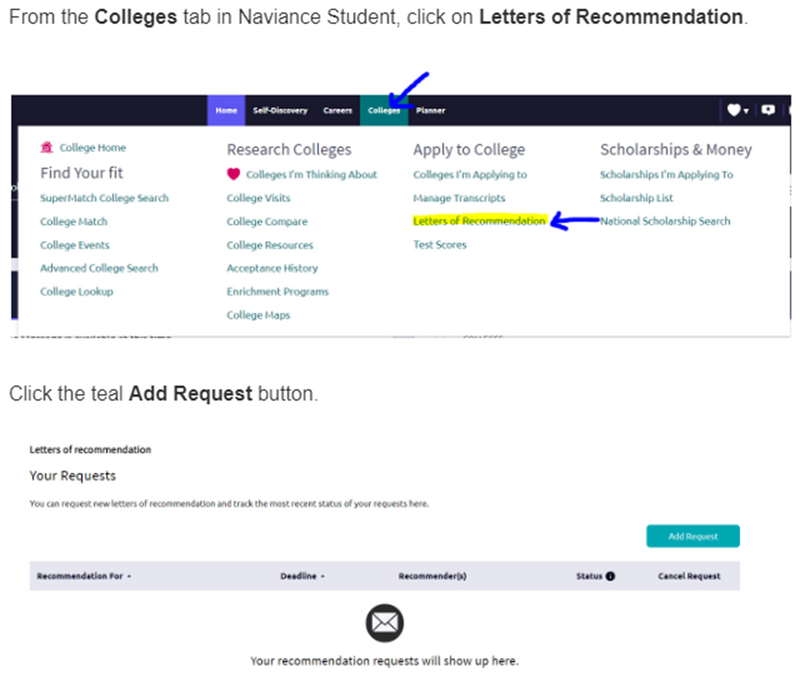 From the Colleges tab in Naviance Student, click on Letters of Recommendation.
Home Self-Discovery Careers Colleges Planner
College Home
Find Your fit
SuperMatch College Search
College Match
College Events
Advanced College Search
College Lookup
Research Colleges
Colleges I'm Thinking About
College Visits
College Compare
College Resources
Acceptance History
Enrichment Programs
College Maps
Apply to College
Colleges I'm Applying to
Manage Transcripts
Letters of Recommendation
Test Scores
Scholarships & Money
Scholarships I'm Applying To
Scholarship List
National Scholarship Search
Click the teal Add Request button.
Letters of recommendation
Your Requests
You can request new letters of recommendation and track the most recent status of your requests here.
Add Request
Recommendation For Deadline Recommender(s) Status Cancel Request
Your recommendation requests will show up here.